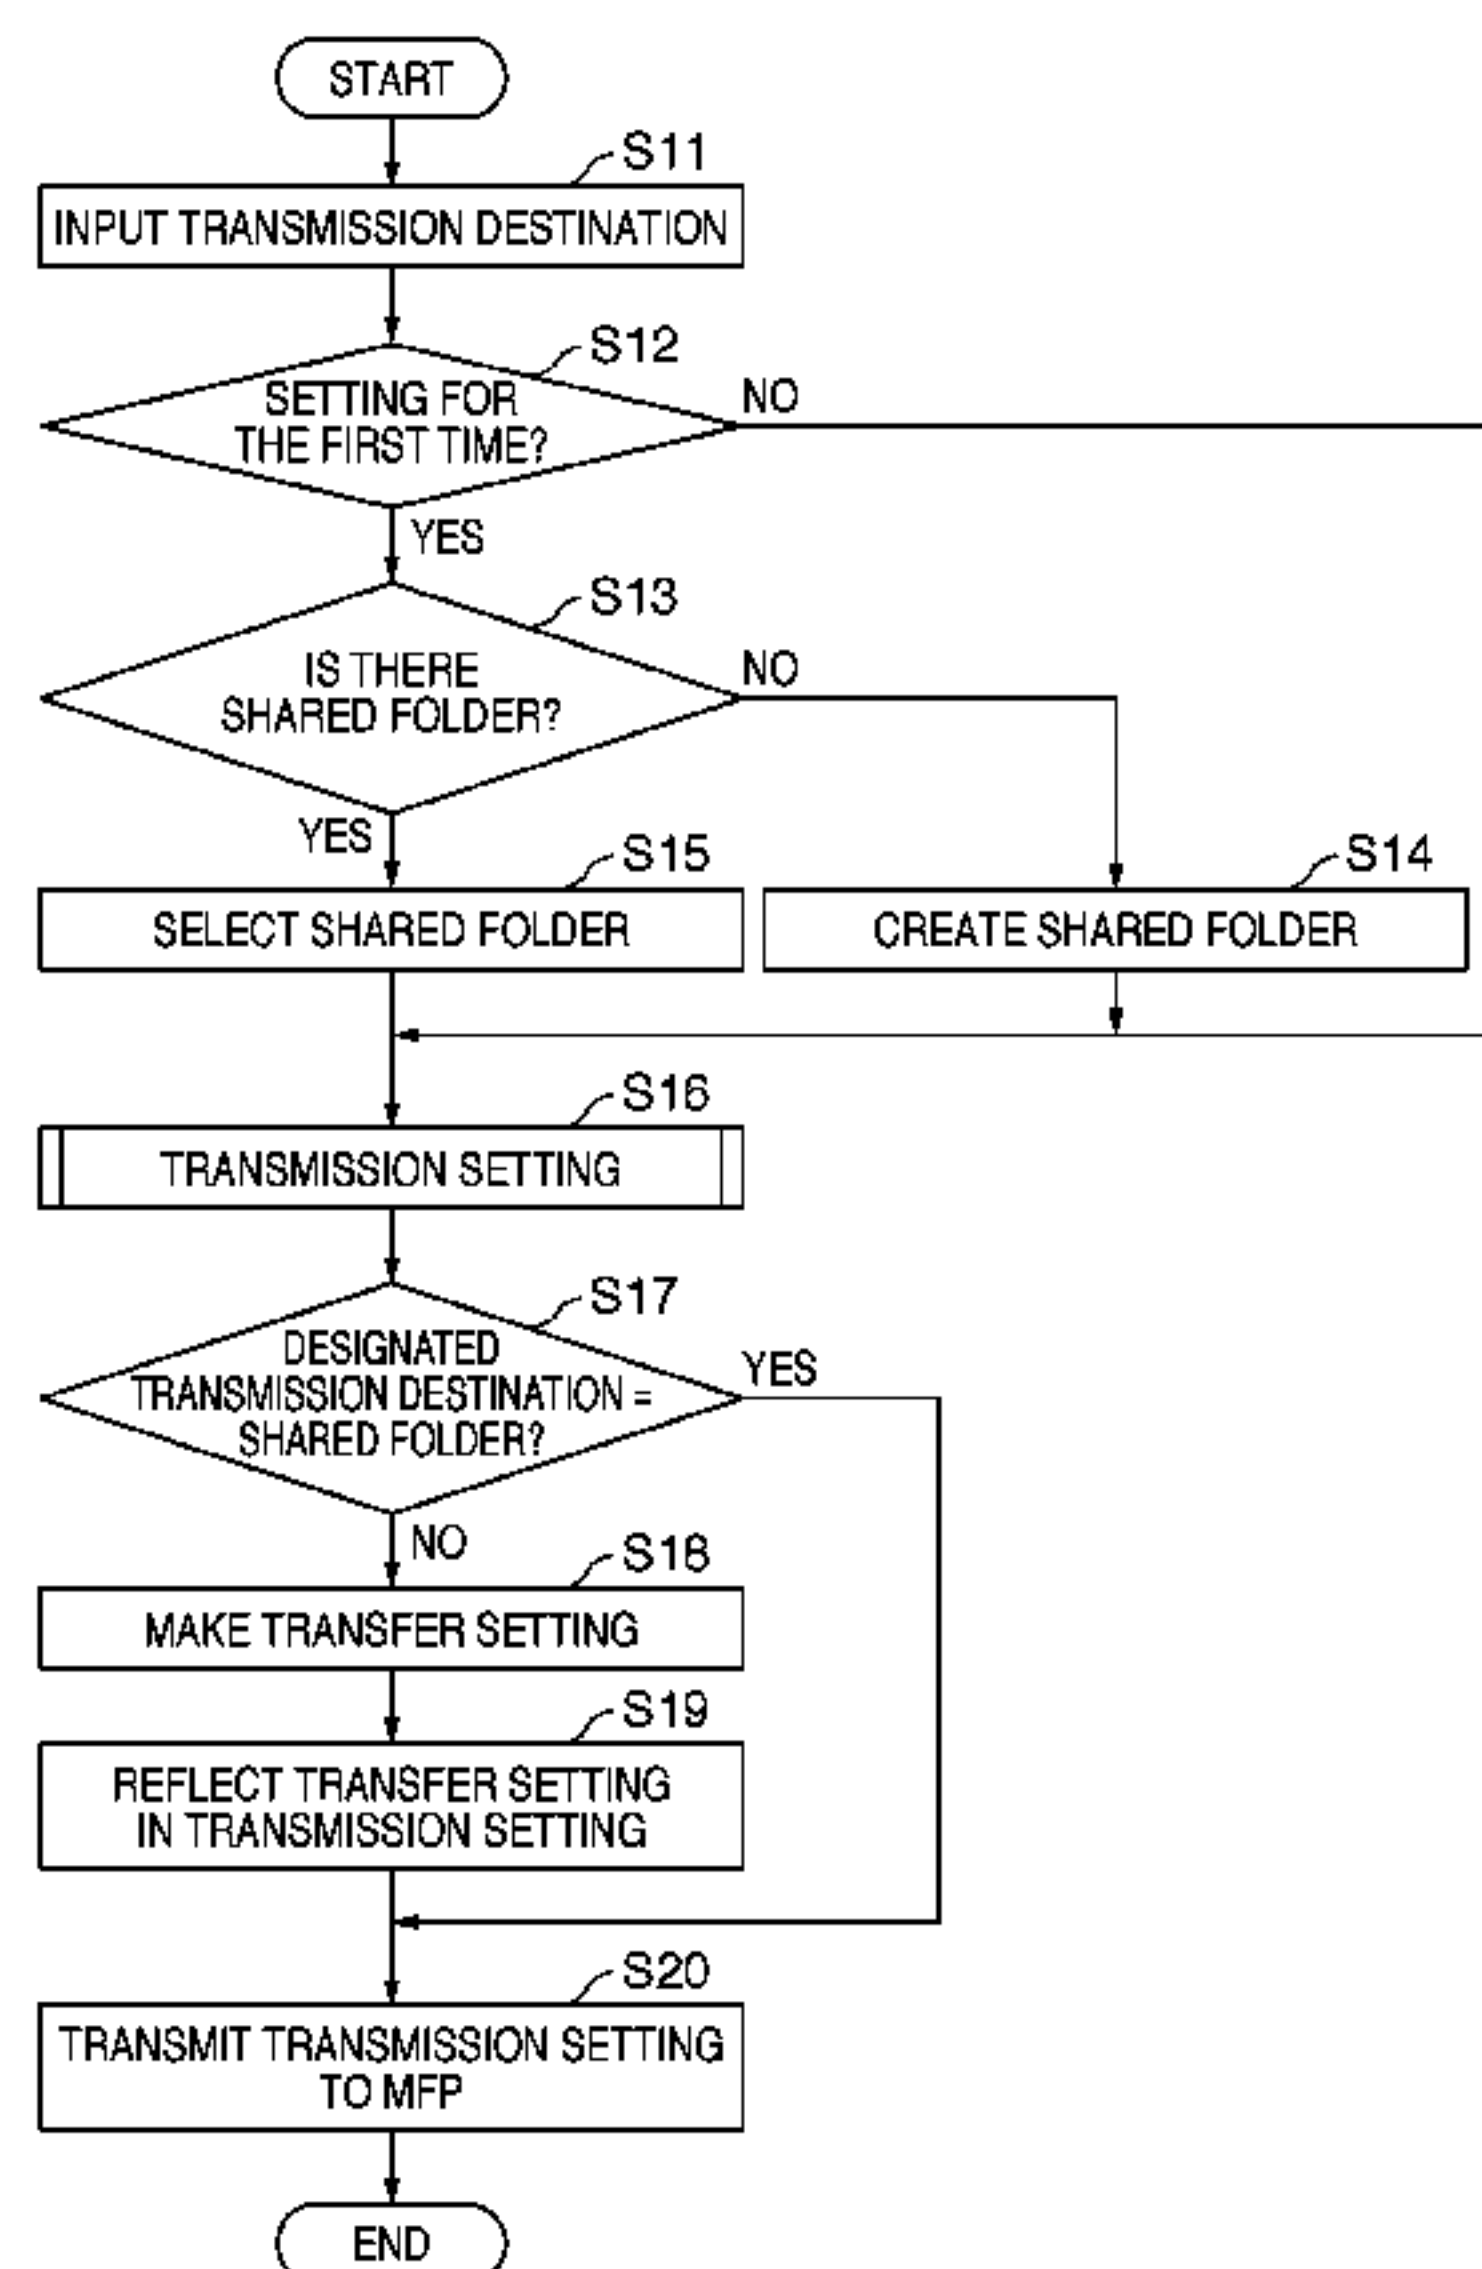 START
S11
INPUT TRANSMISSION DESTINATION
S12
SETTING FOR
THE FIRST TIME?
NO
YES
S13
IS THERE
SHARED FOLDER?
NO
YES
S15
SELECT SHARED FOLDER
S14
CREATE SHARED FOLDER
S16
TRANSMISSION SETTING
S17
DESIGNATED
TRANSMISSION DESTINATION =
SHARED FOLDER?
YES
NO
S18
MAKE TRANSFER SETTING
S19
REFLECT TRANSFER SETTING
IN TRANSMISSION SETTING
S20
TRANSMIT TRANSMISSION SETTING
TO MFP
END